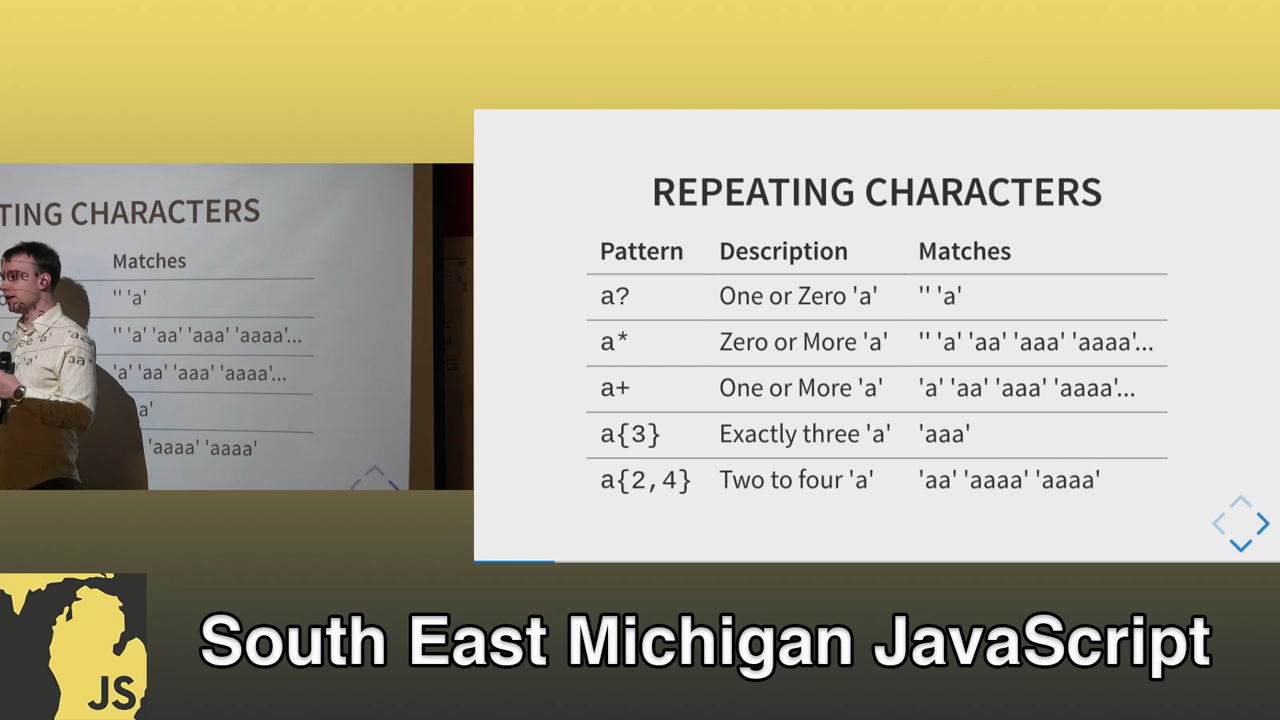 TING CHARACTERS
Matches
'' 'a'
'' 'a' 'aa' 'aaa' 'aaaa'...
'a' 'aa' 'aaa' 'aaaa'...
a'
'aaaa' 'aaaa'
REPEATING CHARACTERS
Pattern Description Matches
a? One or Zero 'a' '' 'a'
a* Zero or More 'a' '' 'a' 'aa' 'aaa' 'aaaa'...
a+ One or More 'a' 'a' 'aa' 'aaa' 'aaaa'...
a{3} Exactly three 'a' 'aaa'
a{2,4} Two to four 'a' 'aa' 'aaaa' 'aaaa'
JS
South East Michigan JavaScript